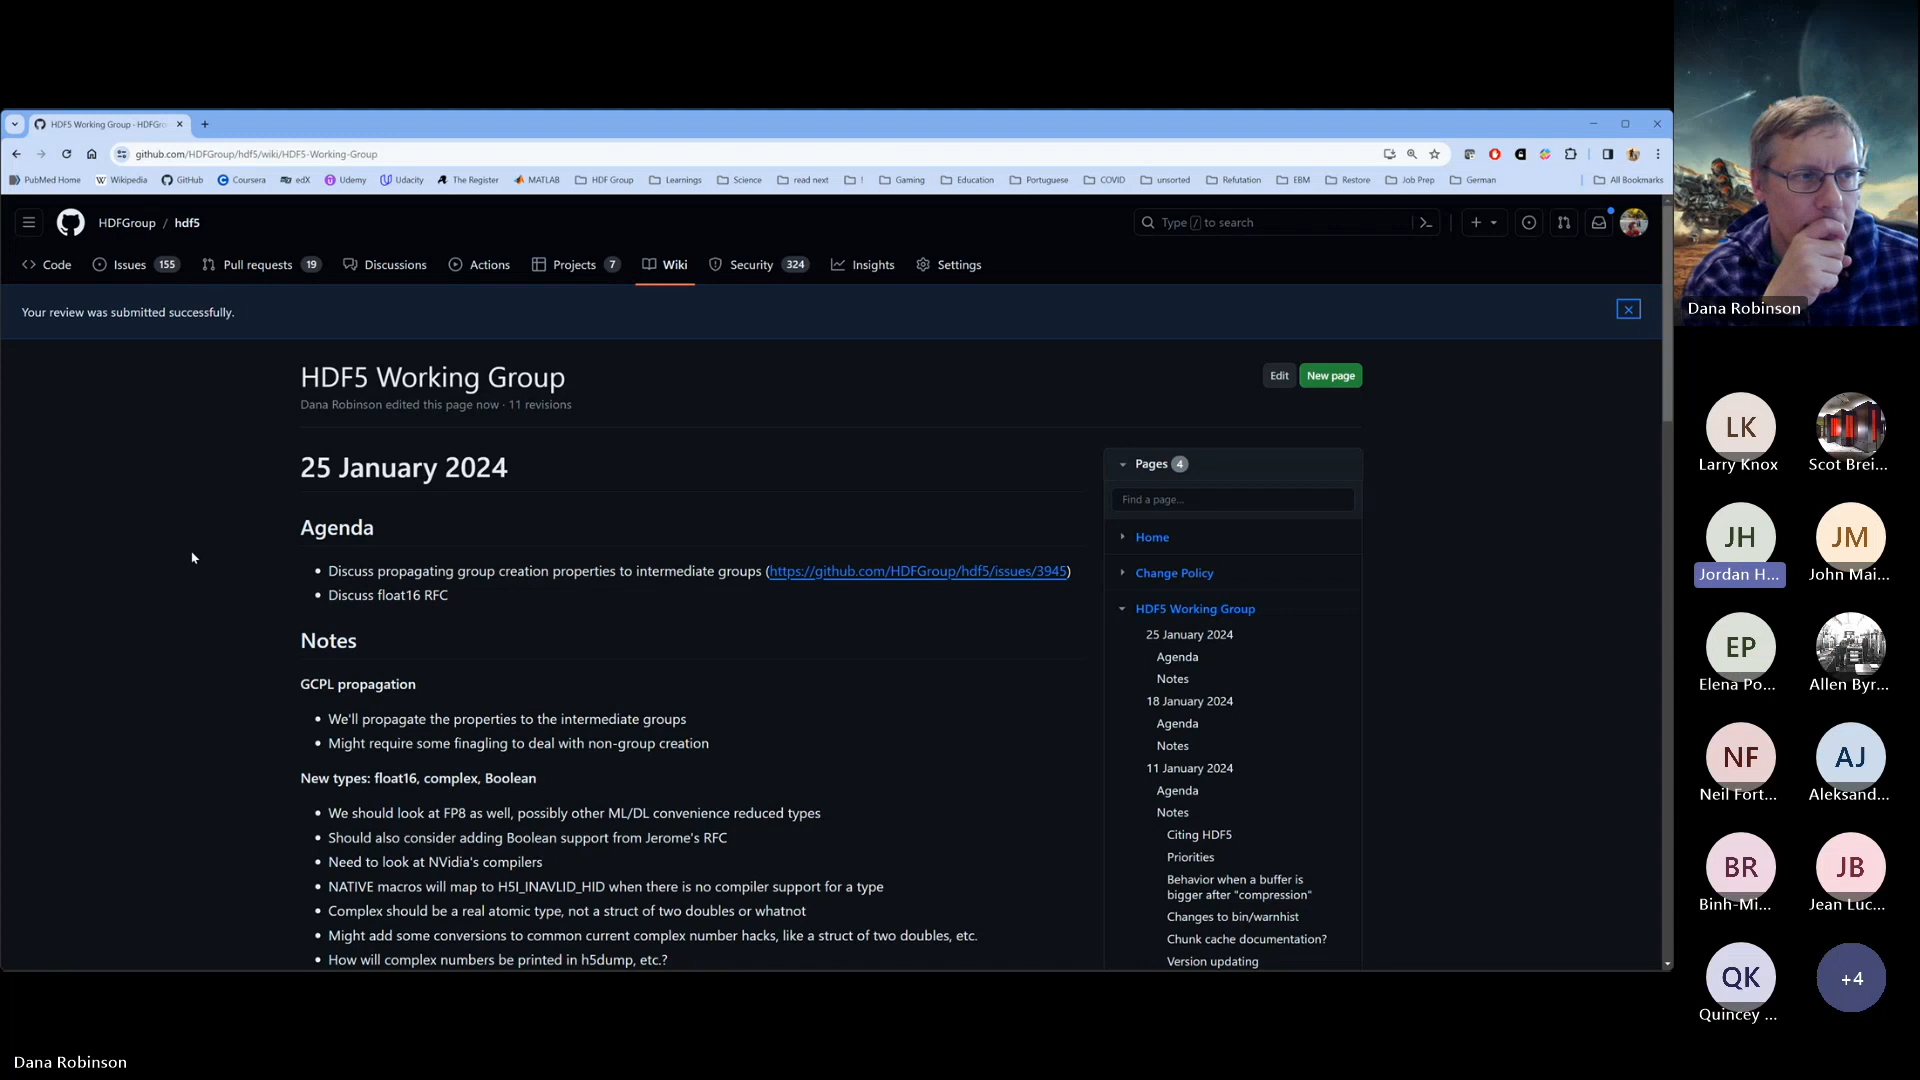 HDF5 Working Group - HDFGro
github.com/HDFGroup/hdf5/wiki/HDF5-Working-Group
PubMed Home Wikipedia GitHub Coursera edX Udemy Udacity The Register MATLAB HDF Group Learnings Science read next Gaming Education Portuguese COVID unsorted Refutation EBM Restore Job Prep German All Bookmarks
HDFGroup / hdf5
Type / to search
Code Issues 155 Pull requests 19 Discussions Actions Projects 7 Wiki Security 324 Insights Settings
Your review was submitted successfully.
HDF5 Working Group
Edit New page
Dana Robinson edited this page now · 11 revisions
25 January 2024
Agenda
• Discuss propagating group creation properties to intermediate groups (https://github.com/HDFGroup/hdf5/issues/3945)
• Discuss float16 RFC
Notes
GCPL propagation
• We'll propagate the properties to the intermediate groups
• Might require some finagling to deal with non-group creation
New types: float16, complex, Boolean
• We should look at FP8 as well, possibly other ML/DL convenience reduced types
• Should also consider adding Boolean support from Jerome's RFC
• Need to look at NVidia's compilers
• NATIVE macros will map to H5I_INAVLID_HID when there is no compiler support for a type
• Complex should be a real atomic type, not a struct of two doubles or whatnot
• Might add some conversions to common current complex number hacks, like a struct of two doubles, etc.
• How will complex numbers be printed in h5dump, etc.?
Pages 4
Find a page...
Home
Change Policy
HDF5 Working Group
25 January 2024
Agenda
Notes
18 January 2024
Agenda
Notes
11 January 2024
Agenda
Notes
Citing HDF5
Priorities
Behavior when a buffer is
bigger after "compression"
Changes to bin/warnhist
Chunk cache documentation?
Version updating
Dana Robinson
LK
Larry Knox Scot Brei...
JH JM
Jordan H... John Mai...
EP
Elena Po... Allen Byr...
NF AJ
Neil Fort... Aleksand...
BR JB
Binh-Mi... Jean Luc...
QK +4
Quincey ...
Dana Robinson